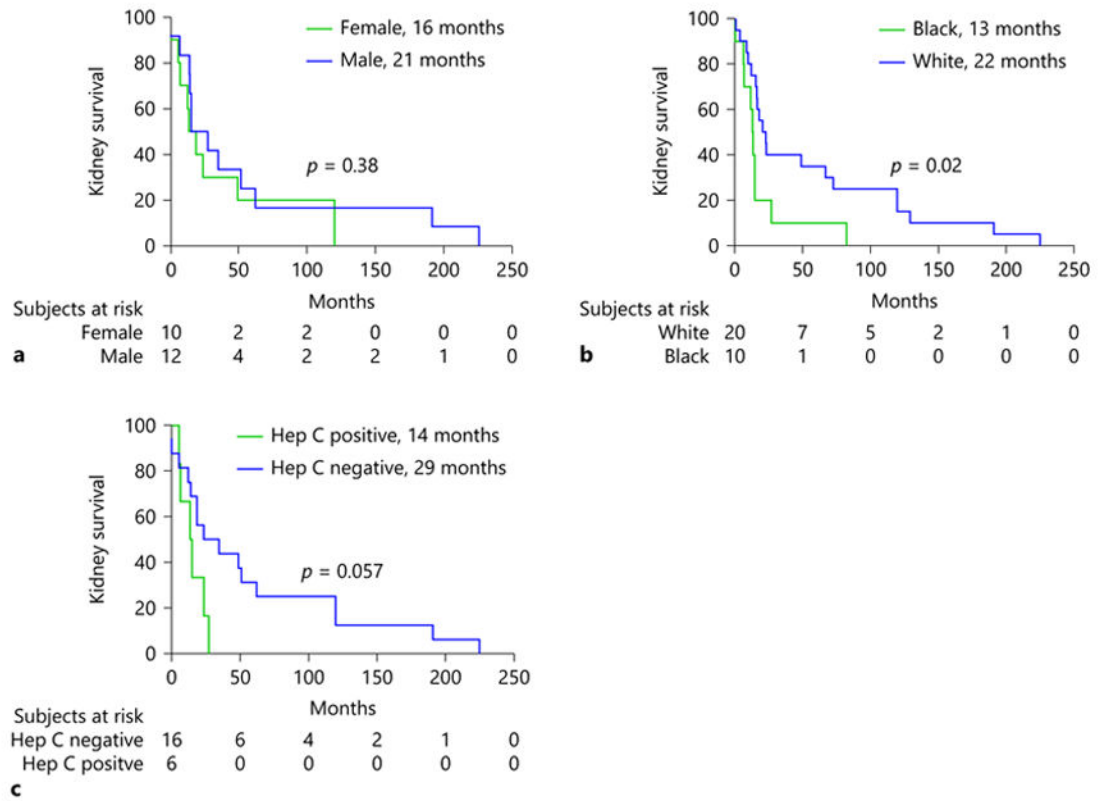 100
80
60
40
20
0
Kidney survival
Female, 16 months
Male, 21 months
p = 0.38
0 50 100 150 200 250
Months
Subjects at risk
Female 10 2 2 0 0 0
Male 12 4 2 2 1 0
a
100
80
60
40
20
0
Kidney survival
Black, 13 months
White, 22 months
p = 0.02
0 50 100 150 200 250
Months
Subjects at risk
White 20 7 5 2 1 0
Black 10 1 0 0 0 0
b
100
80
60
40
20
0
Kidney survival
Hep C positive, 14 months
Hep C negative, 29 months
p = 0.057
0 50 100 150 200 250
Months
Subjects at risk
Hep C negative 16 6 4 2 1 0
Hep C positve 6 0 0 0 0 0
c